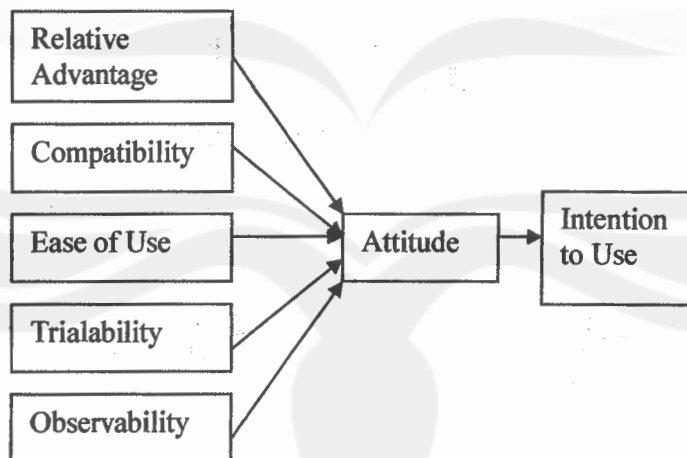 Relative
Advantage
Compatibility
Ease of Use
Trialability
Observability
Attitude
Intention
to Use